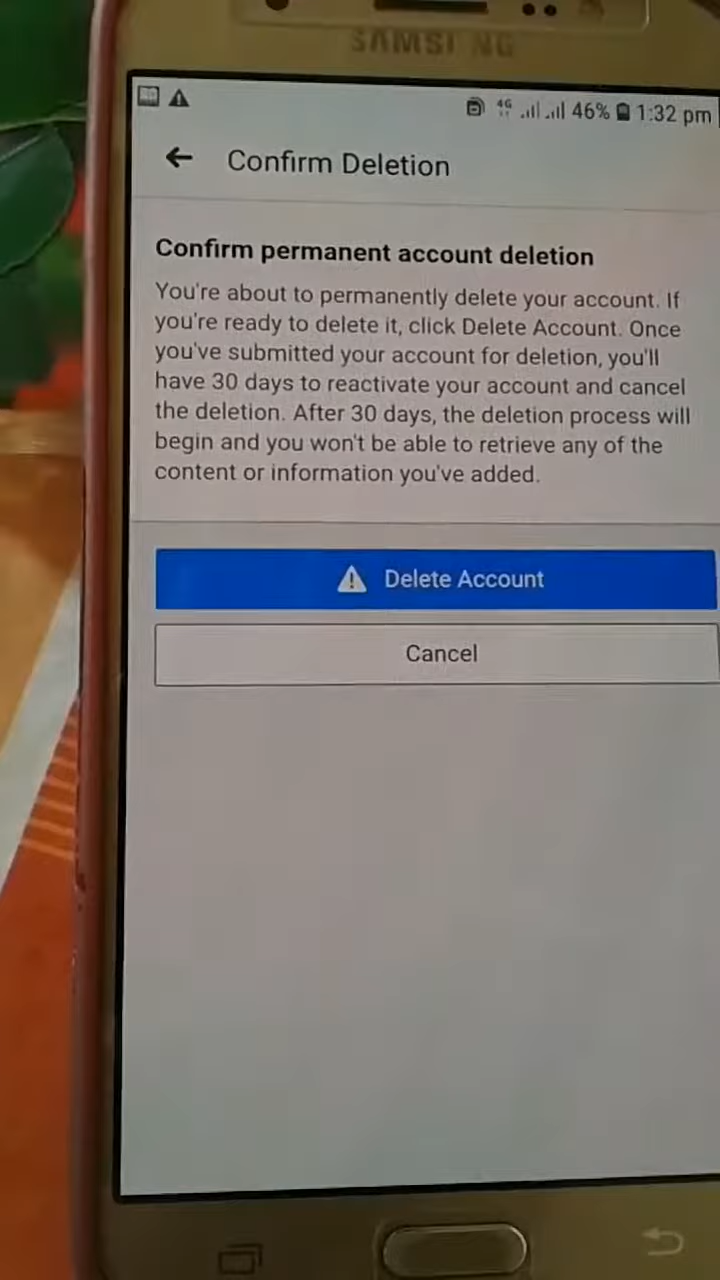 SAMSUNG
4G 46% 1:32 pm
Confirm Deletion
Confirm permanent account deletion
You're about to permanently delete your account. If
you're ready to delete it, click Delete Account. Once
you've submitted your account for deletion, you'll
have 30 days to reactivate your account and cancel
the deletion. After 30 days, the deletion process will
begin and you won't be able to retrieve any of the
content or information you've added.
Delete Account
Cancel